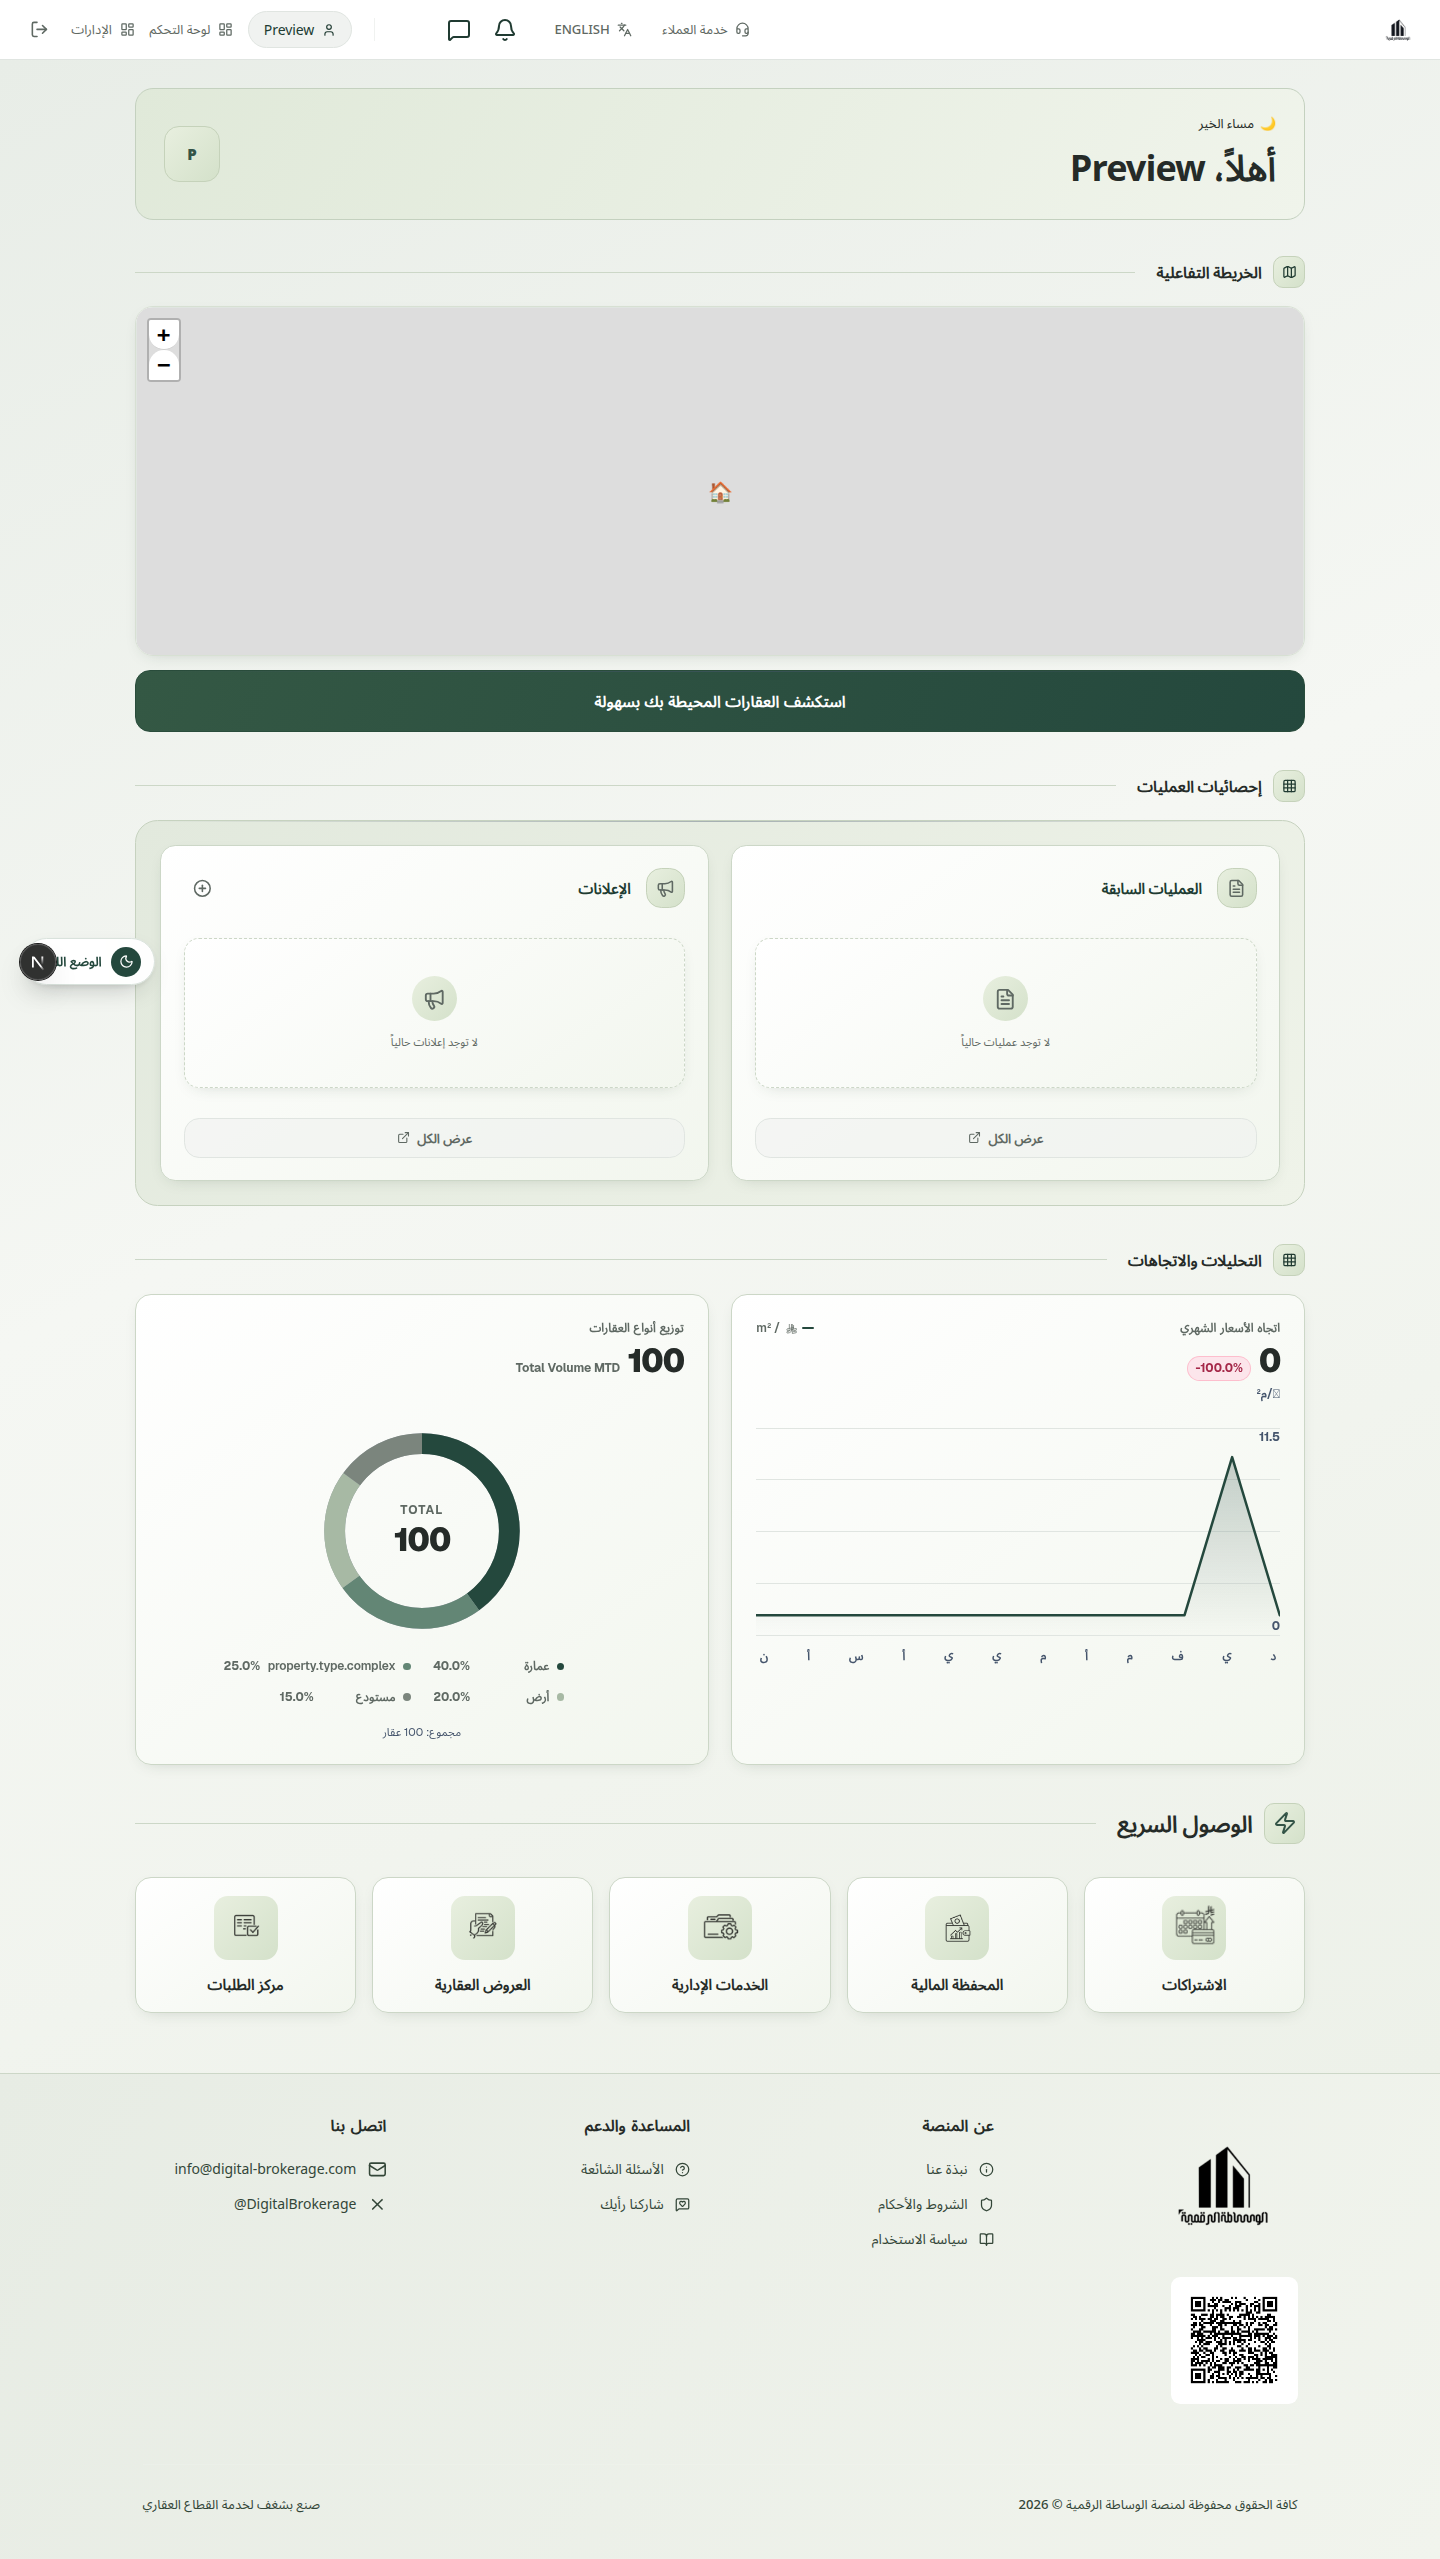 خدمة العملاء
ENGLISH
Preview
لوحة التحكم
الإدارات
مساء الخير
أهلاً، Preview
P
الخريطة التفاعلية
+
−
استكشف العقارات المحيطة بك بسهولة
إحصائيات العمليات
العمليات السابقة
لا توجد عمليات حالياً
عرض الكل
الإعلانات
لا توجد إعلانات حالياً
عرض الكل
N
الوضع
التحليلات والاتجاهات
اتجاه الأسعار الشهري
m² /
0
-100.0%
/م²
11.5
0
د ي ف م أ م ي ي أ س أ ن
توزيع أنواع العقارات
100 Total Volume MTD
TOTAL
100
عمارة 40.0%
property.type.complex 25.0%
أرض 20.0%
مستودع 15.0%
مجموع: 100 عقار
الوصول السريع
الاشتراكات
المحفظة المالية
الخدمات الإدارية
العروض العقارية
مركز الطلبات
الوساطة الرقمية
عن المنصة
نبذة عنا
الشروط والأحكام
سياسة الاستخدام
المساعدة والدعم
الأسئلة الشائعة
شاركنا رأيك
اتصل بنا
info@digital-brokerage.com
@DigitalBrokerage
كافة الحقوق محفوظة لمنصة الوساطة الرقمية © 2026
صنع بشغف لخدمة القطاع العقاري